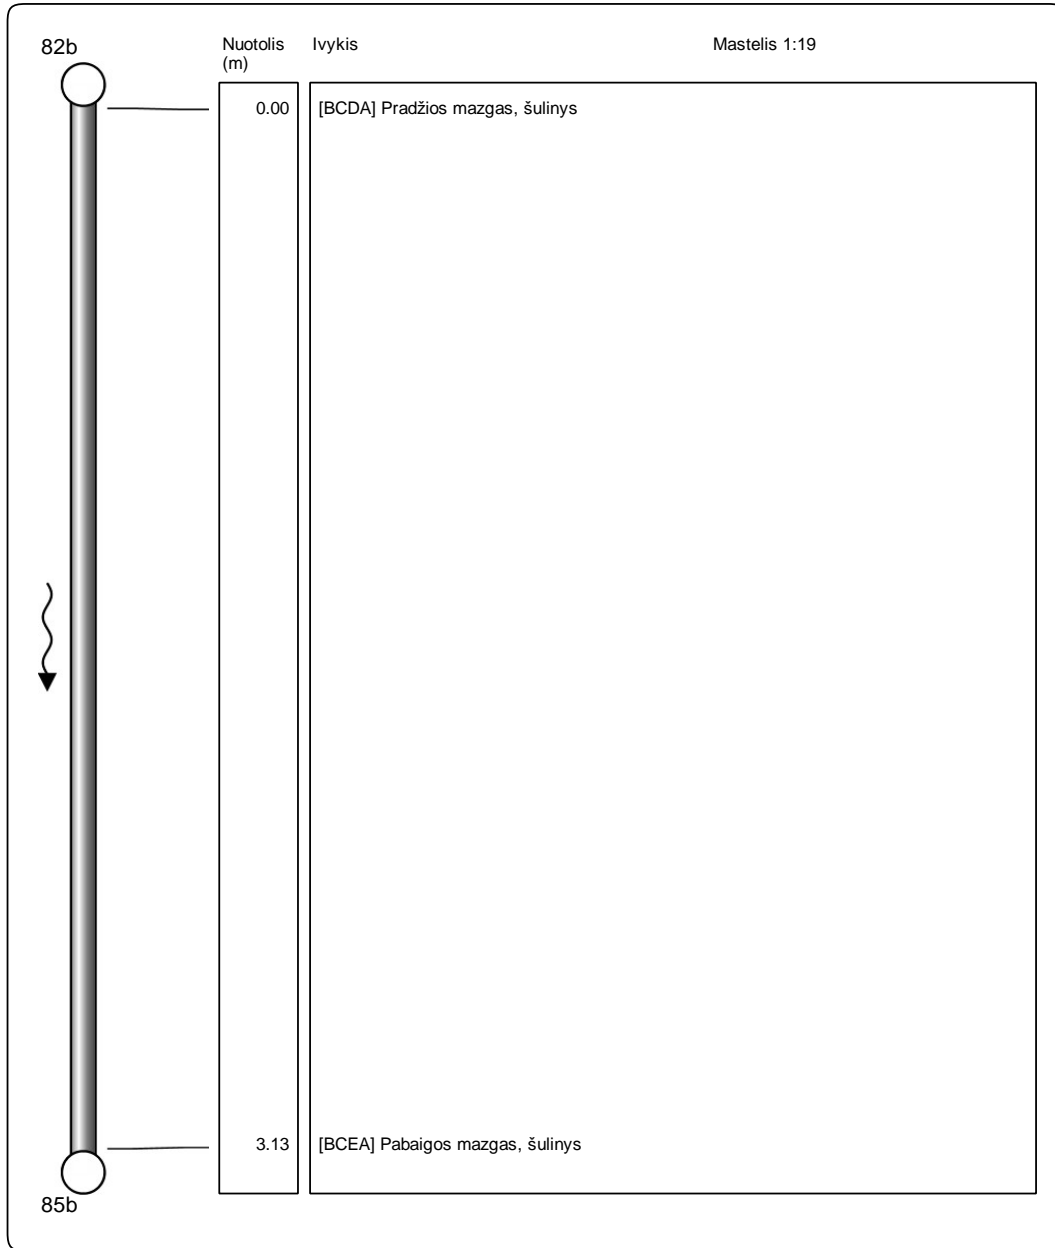 82b
Nuotolis
(m)
Ivykis
Mastelis 1:19
0.00 [BCDA] Pradžios mazgas, šulinys
3.13 [BCEA] Pabaigos mazgas, šulinys
85b